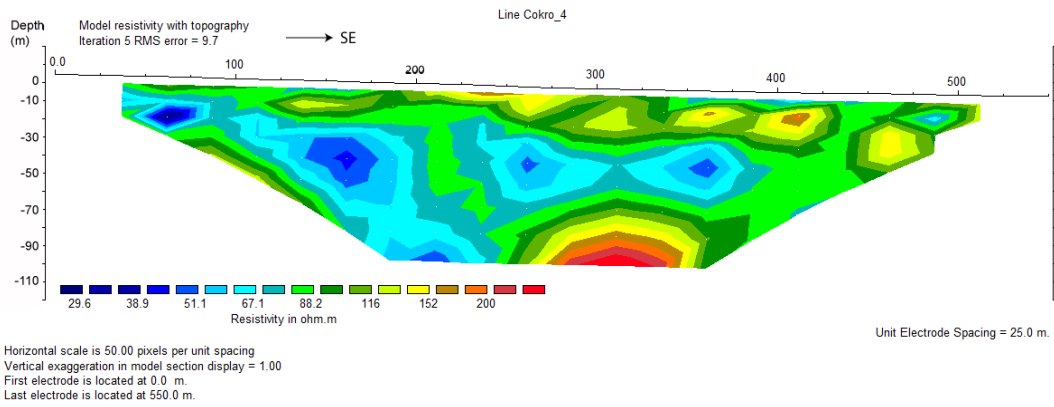 Line Cokro_4
Depth
(m)
Model resistivity with topography
Iteration 5 RMS error = 9.7
SE
0.0
100
200
300
400
500
0
-10
-30
-50
-70
-90
-110
29.6 38.9 51.1 67.1 88.2 116 152 200
Resistivity in ohm.m
Unit Electrode Spacing = 25.0 m.
Horizontal scale is 50.00 pixels per unit spacing
Vertical exaggeration in model section display = 1.00
First electrode is located at 0.0 m.
Last electrode is located at 550.0 m.